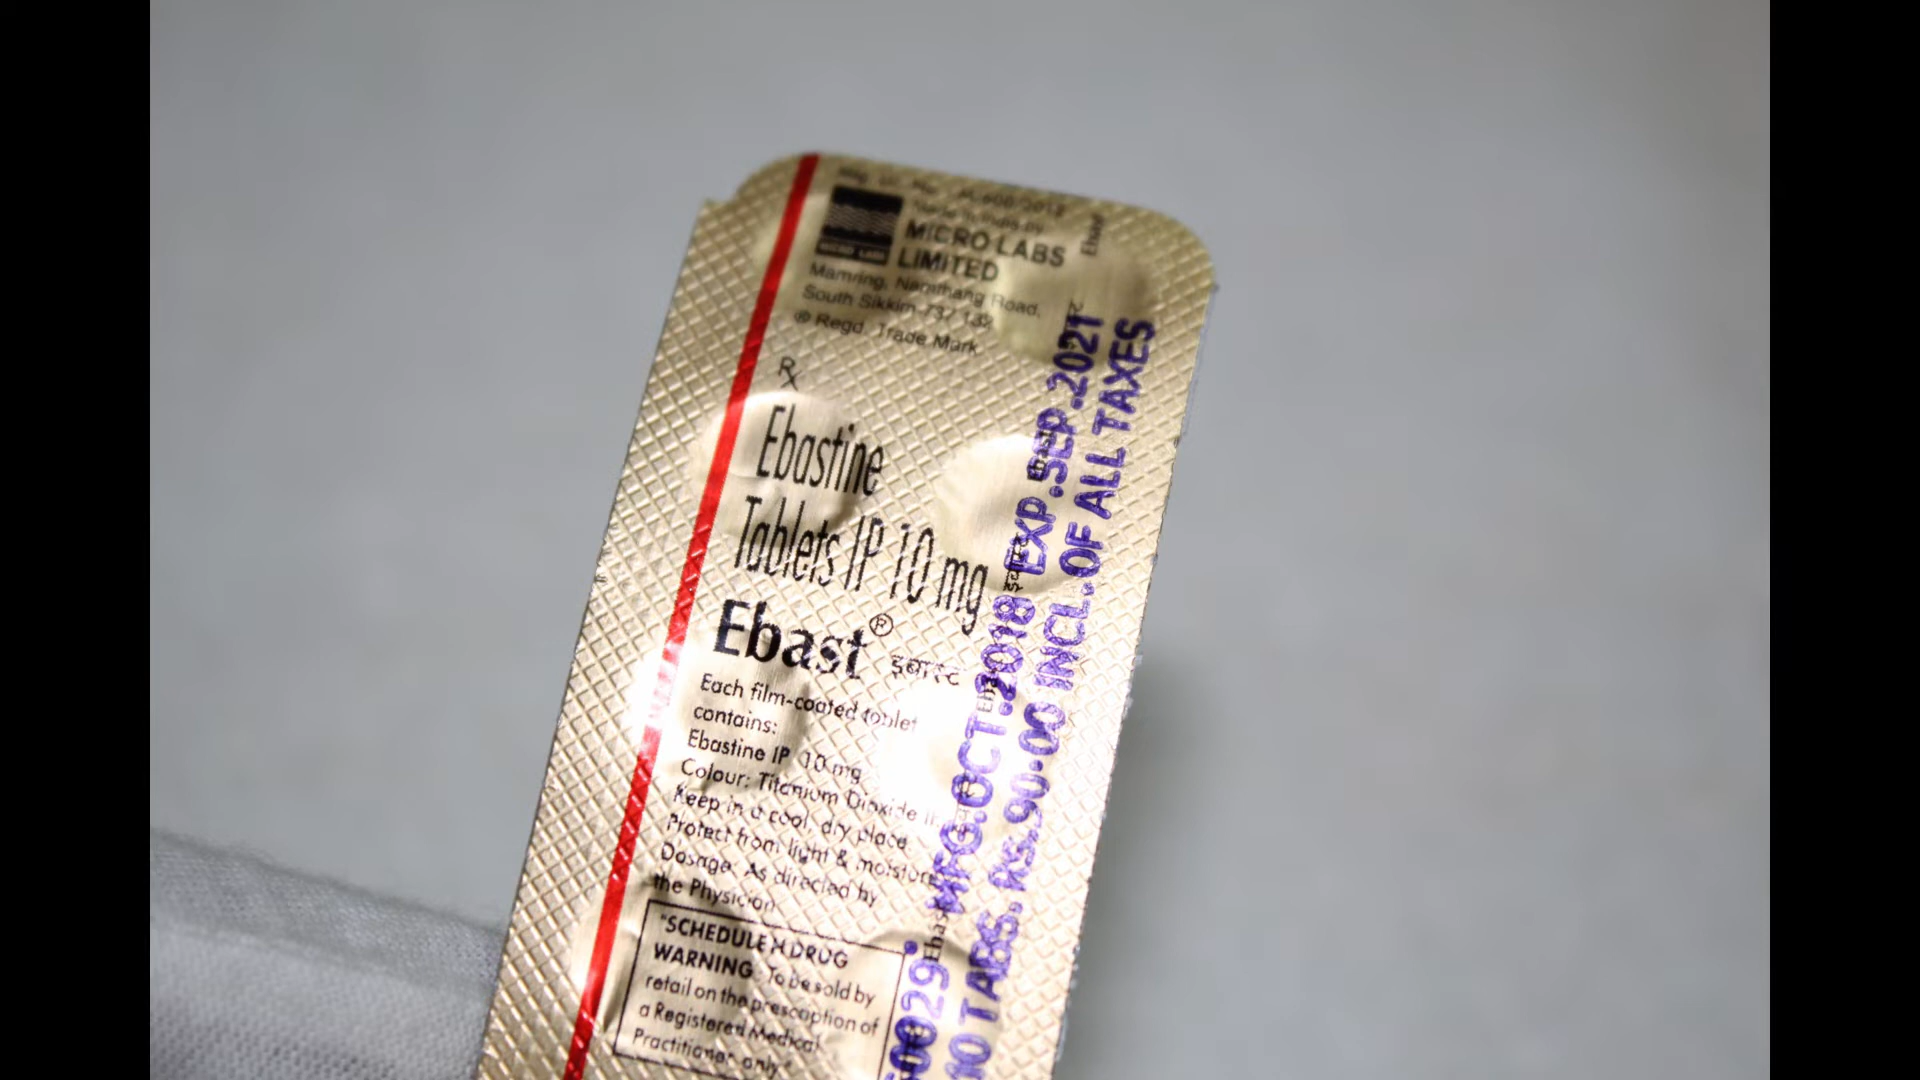 MICRO LABS
LIMITED
Mamring, Namthang Road,
South Sikkim-737 132
® Regd. Trade Mark
Rx
Ebastine
Tablets IP 10 mg
Ebast®
Each film-coated tablet
contains:
Ebastine IP 10 mg
Colour: Titanium Dioxide
Keep in a cool, dry place.
Protect from light & moisture
Dosage: As directed by
the Physician
"SCHEDULE H DRUG
WARNING: To be sold by
retail on the prescription of
a Registered Medical
Practitioner only"
0029 MFG.OCT.2018 EXP.SEP.2021
10 TABS. RS.90.00 INCL.OF ALL TAXES